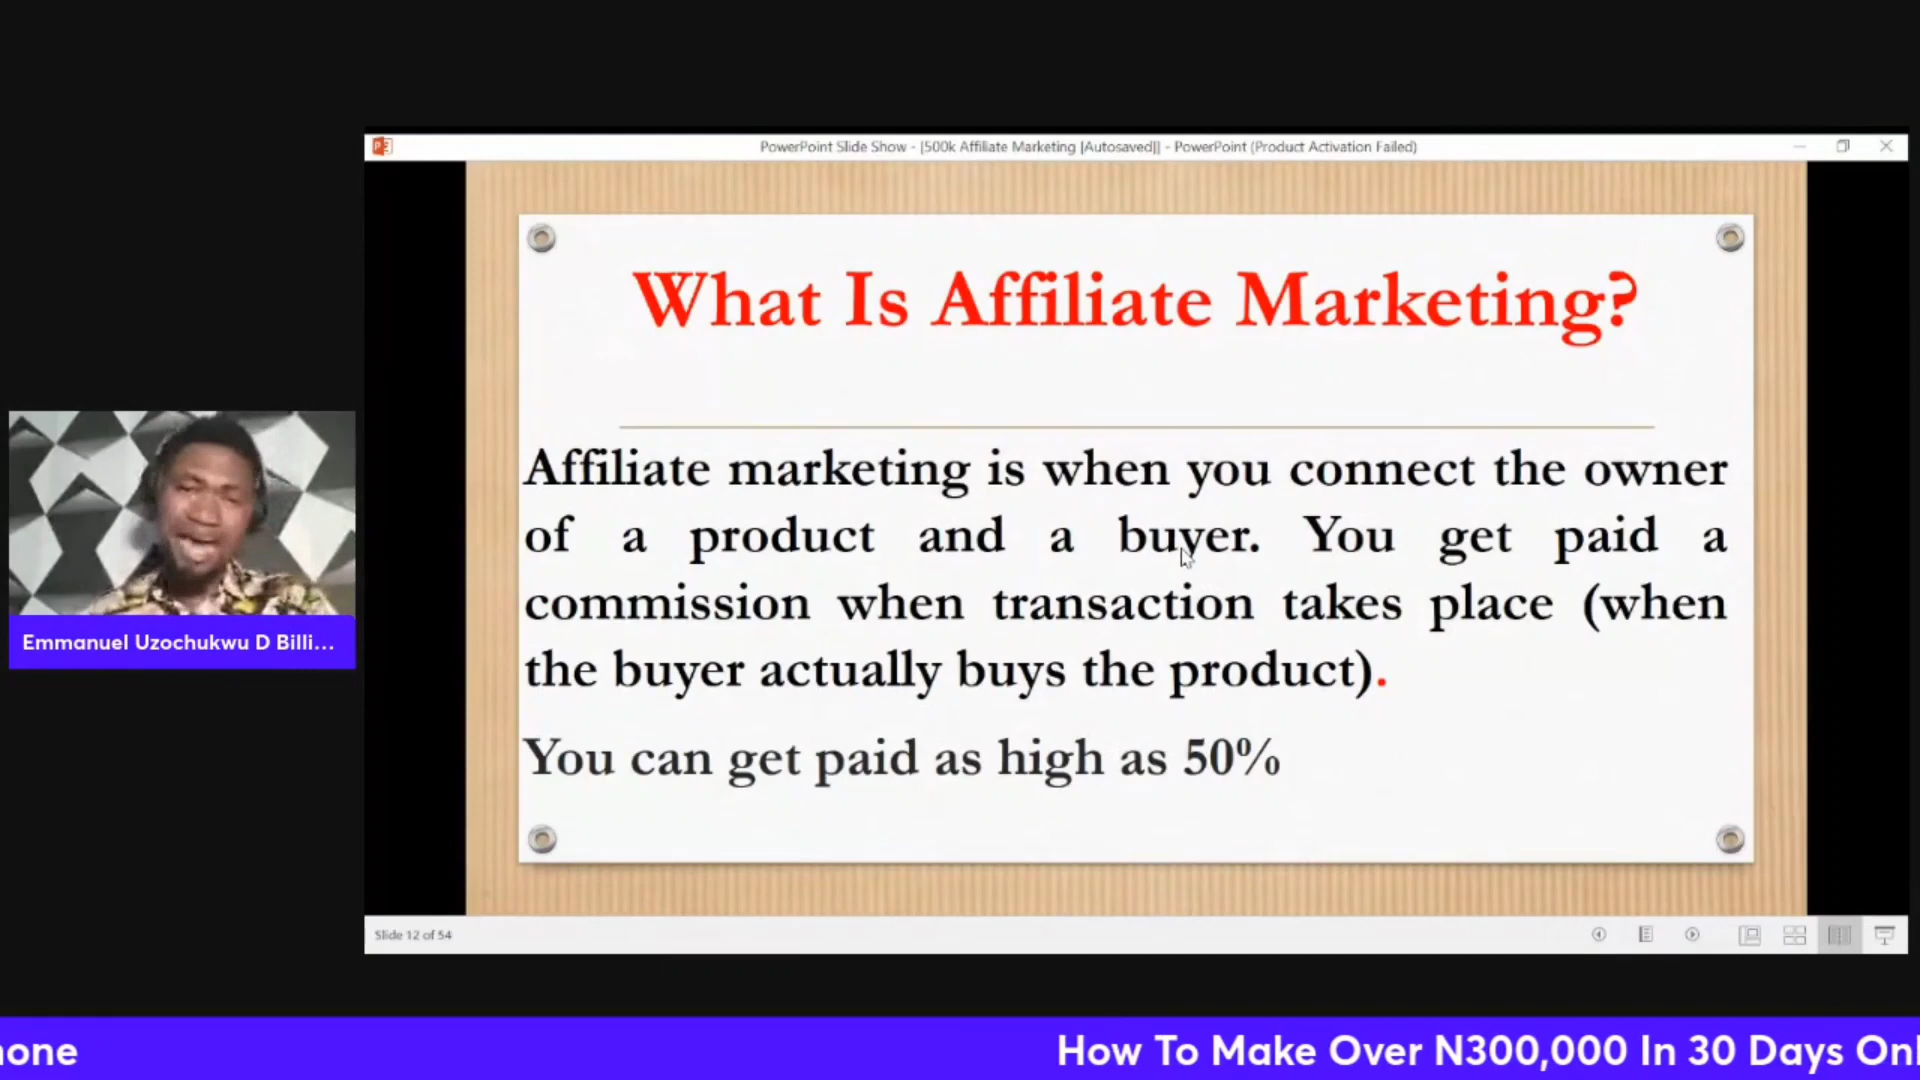 PowerPoint Slide Show - [500k Affiliate Marketing [Autosaved]] - PowerPoint (Product Activation Failed)
What Is Affiliate Marketing?
Affiliate marketing is when you connect the owner
of a product and a buyer. You get paid a
commission when transaction takes place (when
the buyer actually buys the product).
You can get paid as high as 50%
Emmanuel Uzochukwu D Billi...
Slide 12 of 54
How To Make Over N300,000 In 30 Days